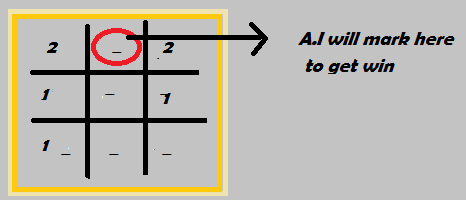 2 _ 2
A.I will mark here
to get win
1 _ _ 1
1 _ _ _